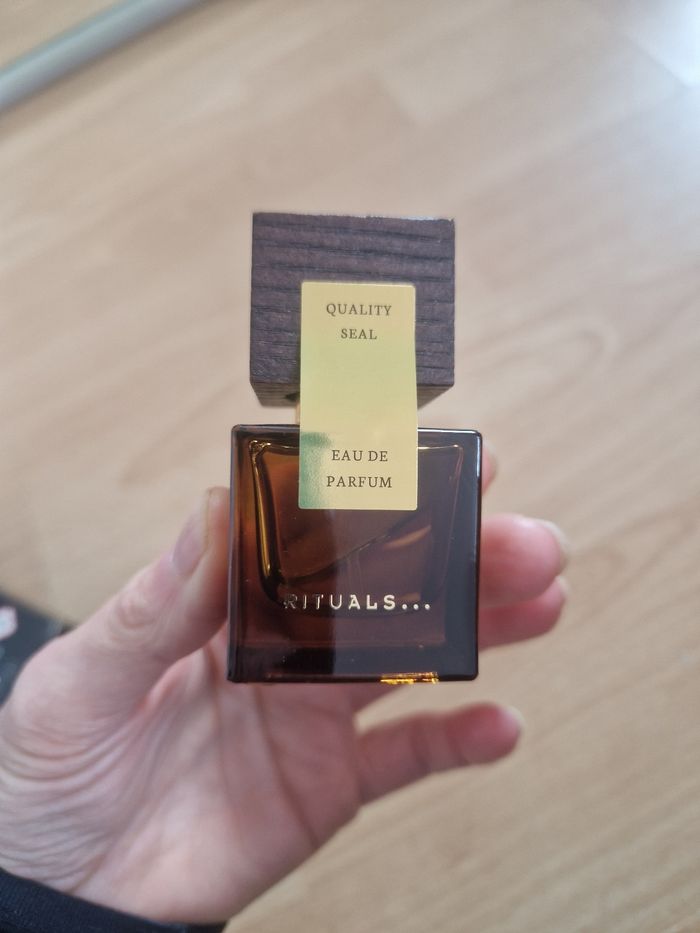 QUALITY
SEAL
EAU DE
PARFUM
RITUALS...